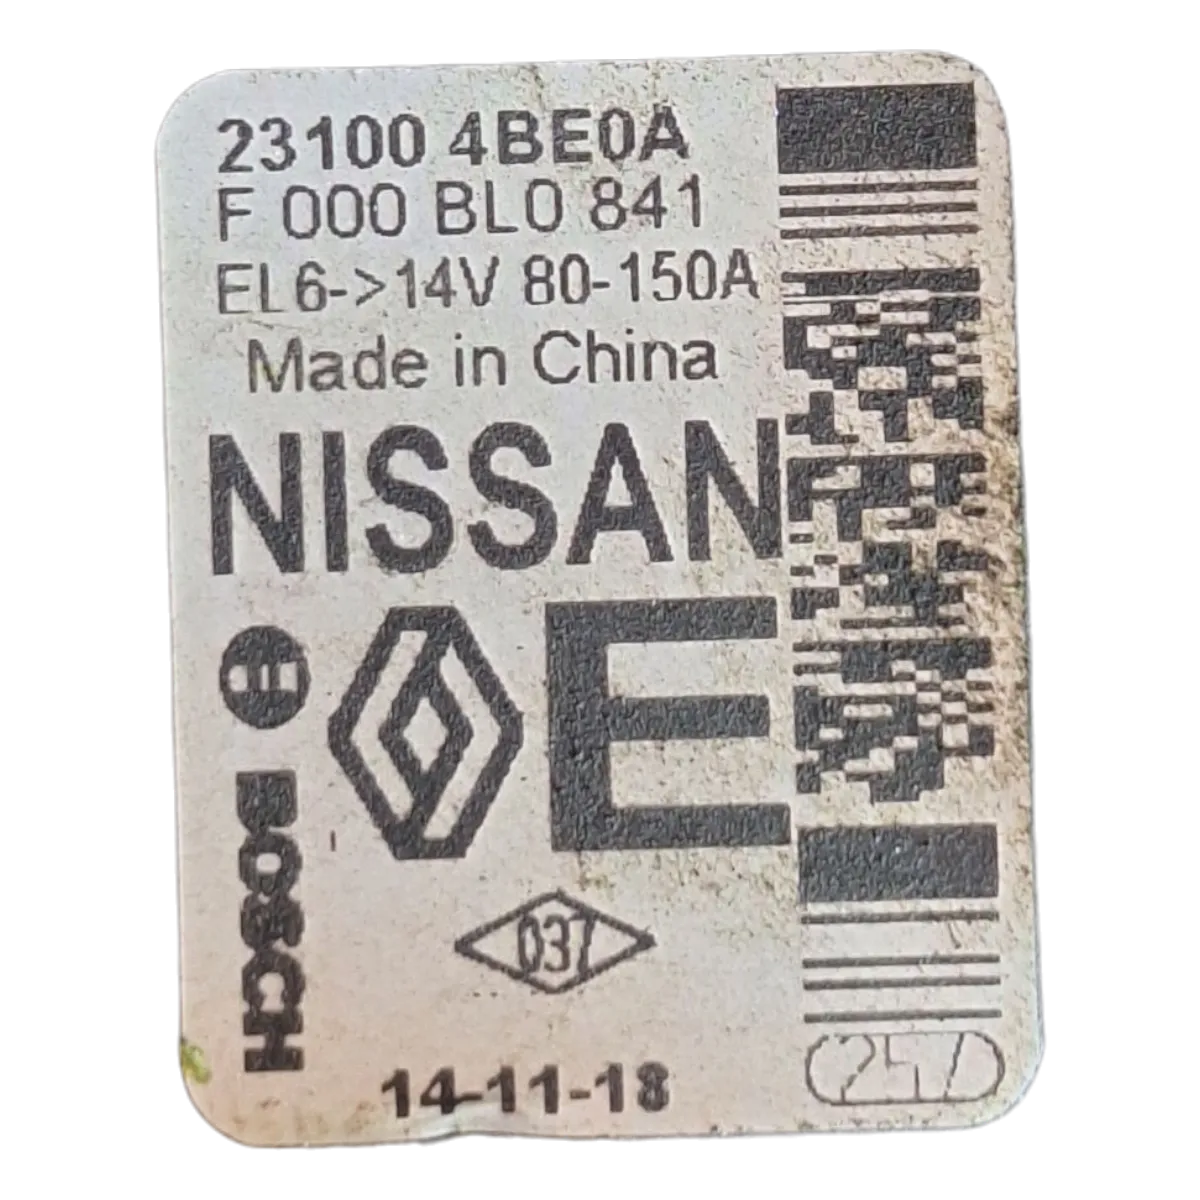 23100 4BE0A
F 000 BL0 841
EL6->14V 80-150A
Made in China
NISSAN
E
BOSCH
037
14-11-18
257